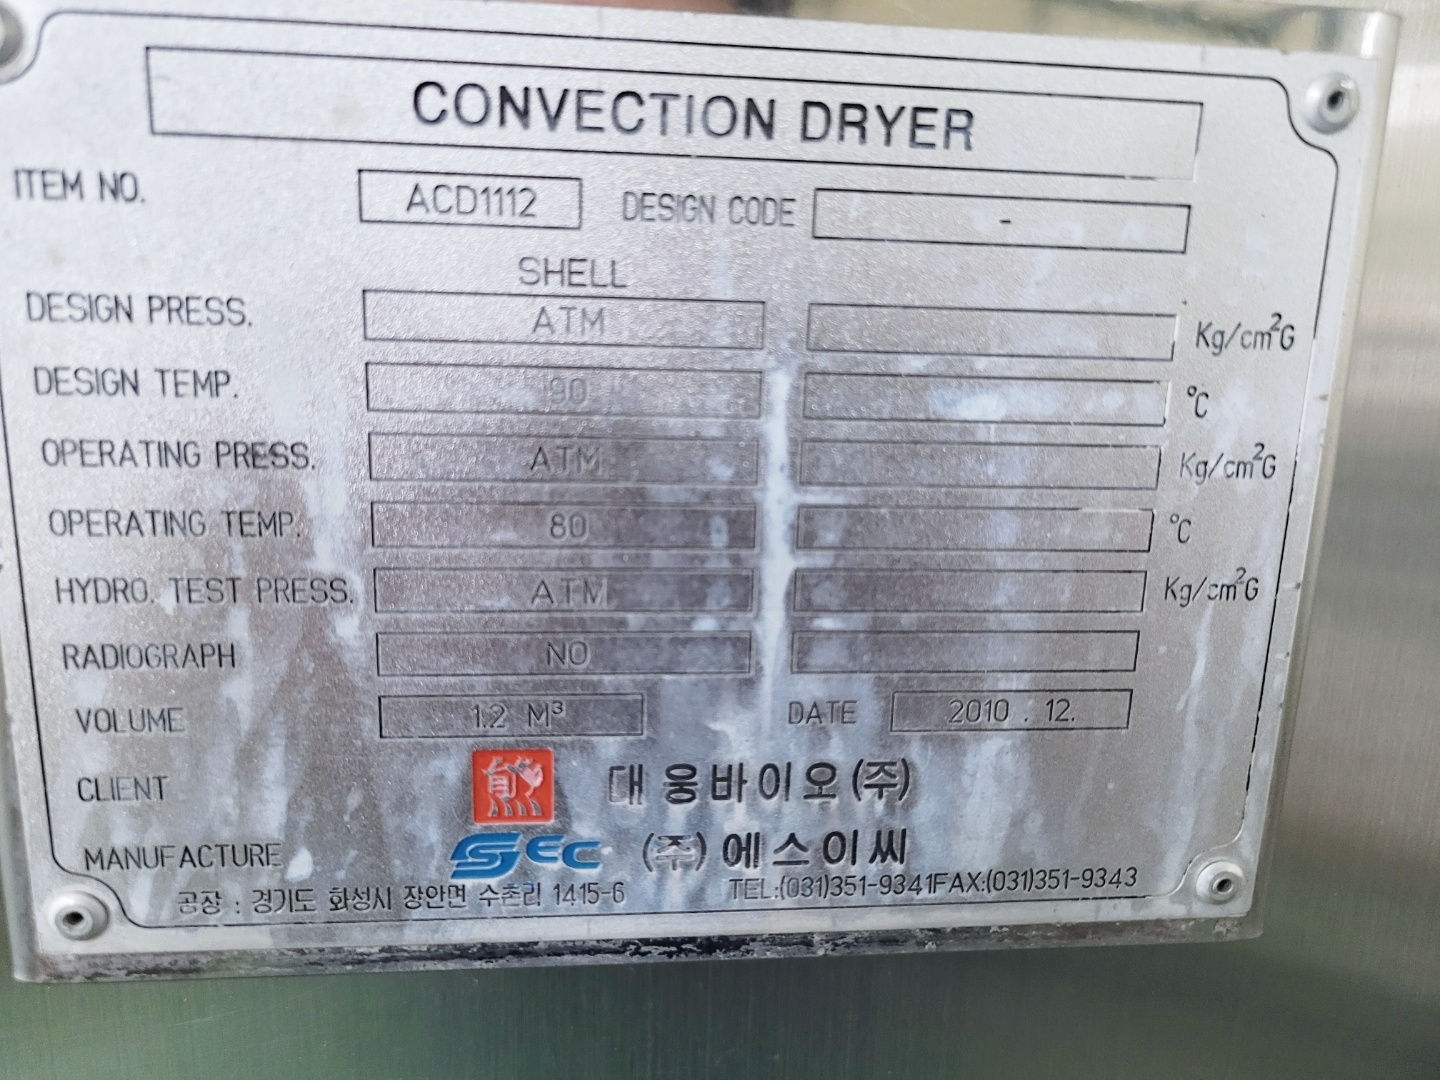 CONVECTION DRYER
ITEM NO. ACD1112 DESIGN CODE -
SHELL
DESIGN PRESS. ATM Kg/cm²G
DESIGN TEMP. 90 °C
OPERATING PRESS. ATM Kg/cm²G
OPERATING TEMP. 80 °C
HYDRO. TEST PRESS. ATM Kg/cm²G
RADIOGRAPH NO
VOLUME 1.2 M³ DATE 2010 . 12.
CLIENT 熊 대웅바이오(주)
MANUFACTURE SEC (주)에스이씨
공장 : 경기도 화성시 장안면 수촌리 1415-6 TEL:(031)351-9341FAX:(031)351-9343